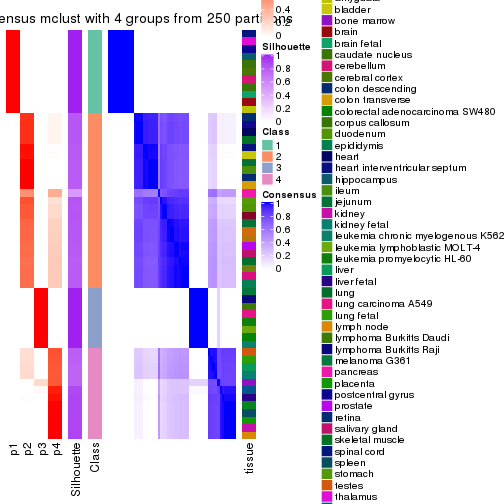 ensus mclust with 4 groups from 250 partitions
0.4
0.2
0
Silhouette
1
0.8
0.6
0.4
0.2
0
Class
1
2
3
4
Consensus
1
0.8
0.6
0.4
0.2
0
bladder
bone marrow
brain
brain fetal
caudate nucleus
cerebellum
cerebral cortex
colon descending
colon transverse
colorectal adenocarcinoma SW480
corpus callosum
duodenum
epididymis
heart
heart interventricular septum
hippocampus
ileum
jejunum
kidney
kidney fetal
leukemia chronic myelogenous K562
leukemia lymphoblastic MOLT-4
leukemia promyelocytic HL-60
liver
liver fetal
lung
lung carcinoma A549
lung fetal
lymph node
lymphoma Burkitts Daudi
lymphoma Burkitts Raji
melanoma G361
pancreas
placenta
postcentral gyrus
prostate
retina
salivary gland
skeletal muscle
spinal cord
spleen
stomach
testes
thalamus
p1
p2
p3
p4
Silhouette
Class
tissue